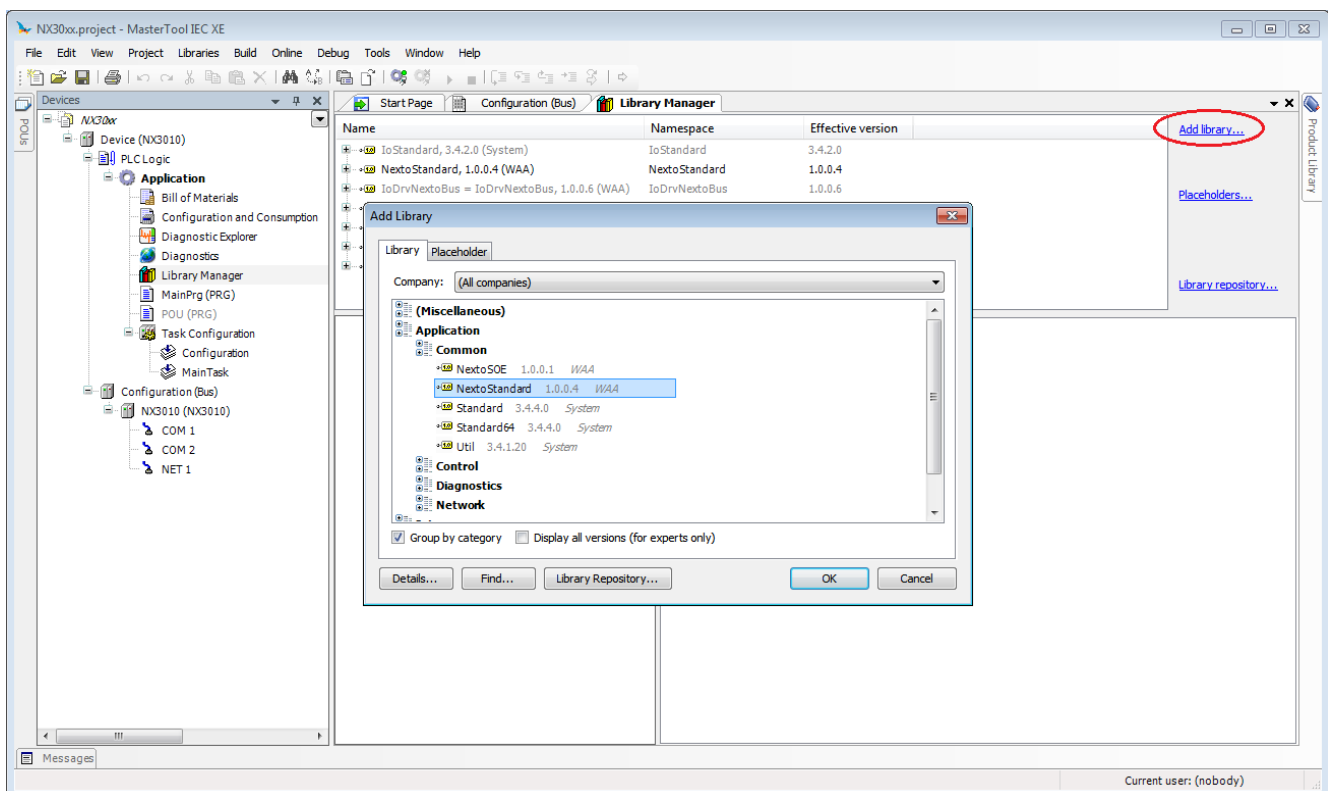 NX30xx.project - MasterTool IEC XE
File Edit View Project Libraries Build Online Debug Tools Window Help
Devices
POUs
NX30xx
Device (NX3010)
PLC Logic
Application
Bill of Materials
Configuration and Consumption
Diagnostic Explorer
Diagnostics
Library Manager
MainPrg (PRG)
POU (PRG)
Task Configuration
Configuration
MainTask
Configuration (Bus)
NX3010 (NX3010)
COM 1
COM 2
NET 1
Start Page Configuration (Bus) Library Manager
Name Namespace Effective version
IoStandard, 3.4.2.0 (System) IoStandard 3.4.2.0
NextoStandard, 1.0.0.4 (WAA) NextoStandard 1.0.0.4
IoDrvNextoBus = IoDrvNextoBus, 1.0.0.6 (WAA) IoDrvNextoBus 1.0.0.6
Add library...
Placeholders...
Library repository...
Product Library
Add Library
Library Placeholder
Company: (All companies)
(Miscellaneous)
Application
Common
NextoSOE 1.0.0.1 WAA
NextoStandard 1.0.0.4 WAA
Standard 3.4.4.0 System
Standard64 3.4.4.0 System
Util 3.4.1.20 System
Control
Diagnostics
Network
Group by category Display all versions (for experts only)
Details... Find... Library Repository... OK Cancel
Messages
Current user: (nobody)